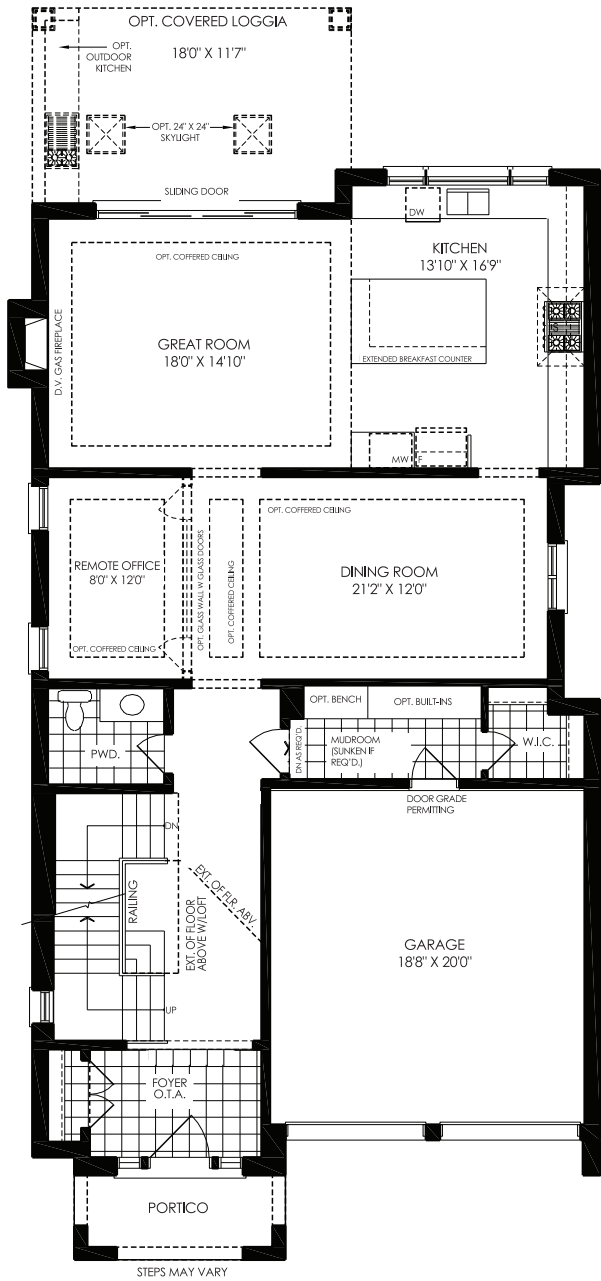 OPT. COVERED LOGGIA
18'0" X 11'7"
OPT.
OUTDOOR
KITCHEN
OPT. 24" X 24"
SKYLIGHT
SLIDING DOOR
DW
OPT. COFFERED CEILING
KITCHEN
13'10" X 16'9"
D.V. GAS FIREPLACE
GREAT ROOM
18'0" X 14'10"
EXTENDED BREAKFAST COUNTER
MW
F
OPT. COFFERED CEILING
REMOTE OFFICE
8'0" X 12'0"
OPT. COFFERED CEILING
OPT. GLASS WALL W GLASS DOORS
OPT. COFFERED CEILING
DINING ROOM
21'2" X 12'0"
OPT. BENCH
OPT. BUILT-INS
PWD.
DN AS REQ'D.
MUDROOM
(SUNKEN IF
REQ'D.)
W.I.C.
DOOR GRADE
PERMITTING
DN
RAILING
EXT. OF FLR. ABV.
EXT. OF FLOOR
ABOVE W/LOFT
UP
GARAGE
18'8" X 20'0"
FOYER
O.T.A.
PORTICO
STEPS MAY VARY